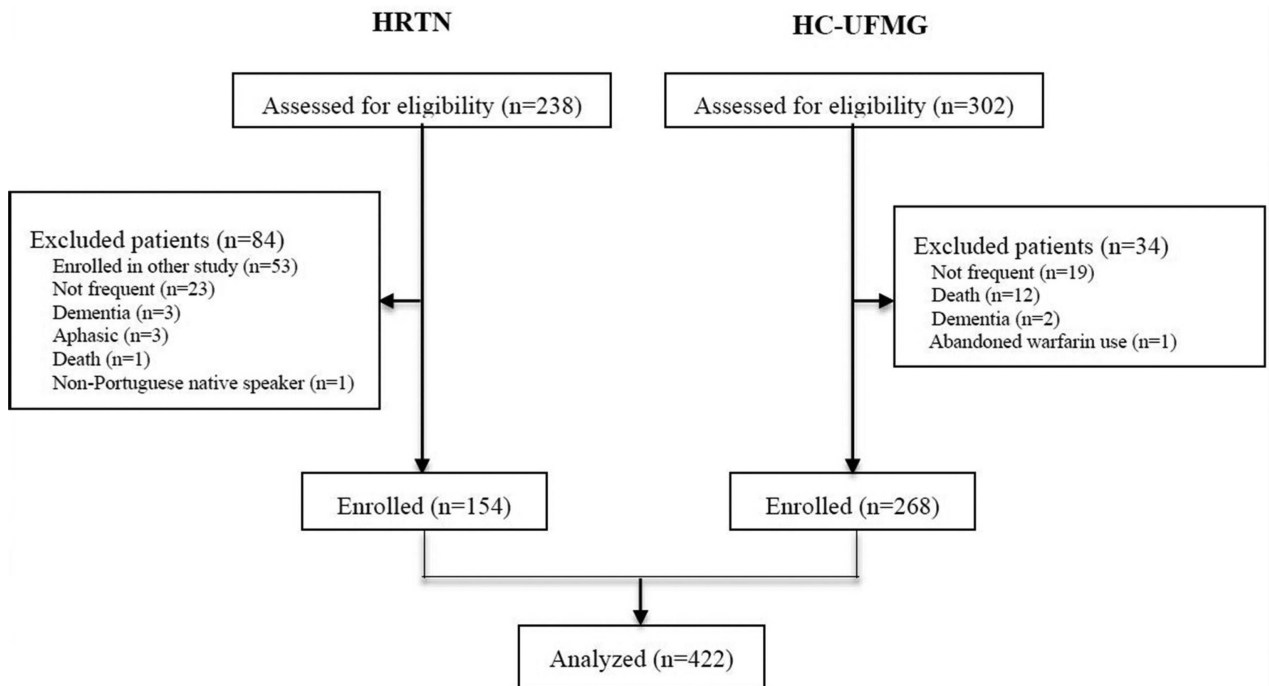 HRTN
HC-UFMG
Assessed for eligibility (n=238)
Assessed for eligibility (n=302)
Excluded patients (n=84)
Enrolled in other study (n=53)
Not frequent (n=23)
Dementia (n=3)
Aphasic (n=3)
Death (n=1)
Non-Portuguese native speaker (n=1)
Excluded patients (n=34)
Not frequent (n=19)
Death (n=12)
Dementia (n=2)
Abandoned warfarin use (n=1)
Enrolled (n=154)
Enrolled (n=268)
Analyzed (n=422)